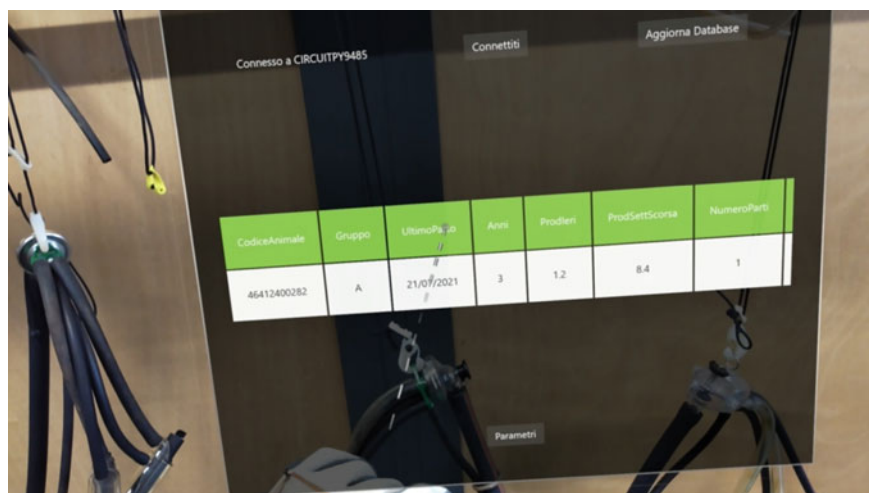 Connesso a CIRCUITPY9485
Connettiti
Aggiorna Database
CodiceAnimale Gruppo UltimoParto Anni ProdIeri ProdSettScorsa NumeroParti
46412400282 A 21/07/2021 3 1.2 8.4 1
Parametri